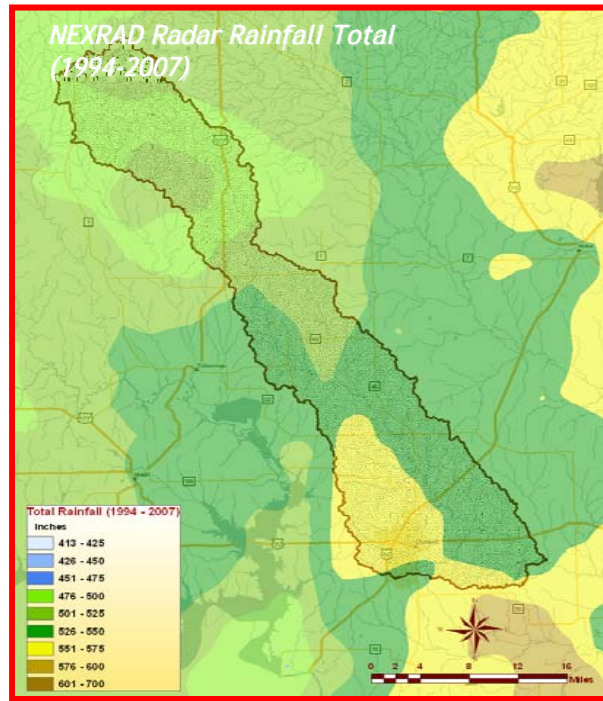 NEXRAD Radar Rainfall Total
(1994-2007)
Total Rainfall (1994 - 2007)
Inches
413 - 425
426 - 450
451 - 475
476 - 500
501 - 525
526 - 550
551 - 575
576 - 600
601 - 700
0 2 4 8 12 16
Miles